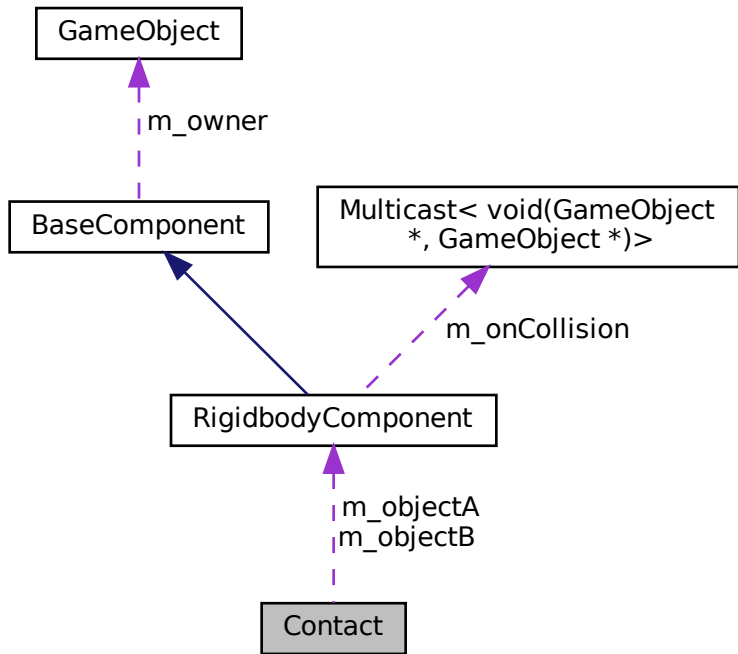 GameObject
m_owner
BaseComponent
Multicast< void(GameObject
*, GameObject *)>
m_onCollision
RigidbodyComponent
m_objectA
m_objectB
Contact